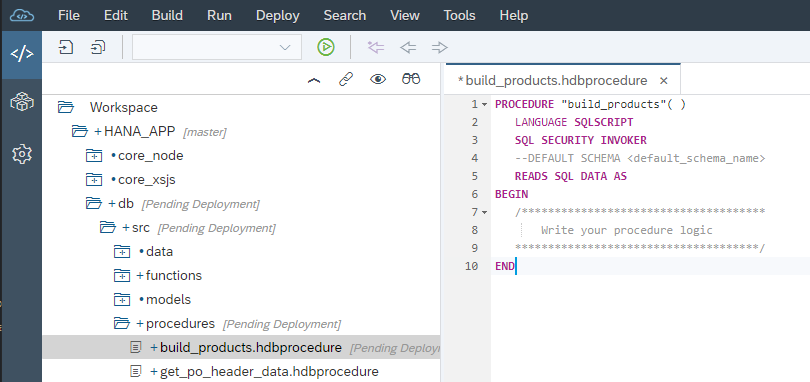 File Edit Build Run Deploy Search View Tools Help
Workspace
+HANA_APP [master]
•core_node
•core_xsjs
+db [Pending Deployment]
+src [Pending Deployment]
•data
+functions
•models
+procedures [Pending Deployment]
+build_products.hdbprocedure [Pending Deploy
+get_po_header_data.hdbprocedure
*build_products.hdbprocedure ×
1 PROCEDURE "build_products"( )
2 LANGUAGE SQLSCRIPT
3 SQL SECURITY INVOKER
4 --DEFAULT SCHEMA <default_schema_name>
5 READS SQL DATA AS
6 BEGIN
7 /*************************************
8 Write your procedure logic
9 *************************************/
10 END